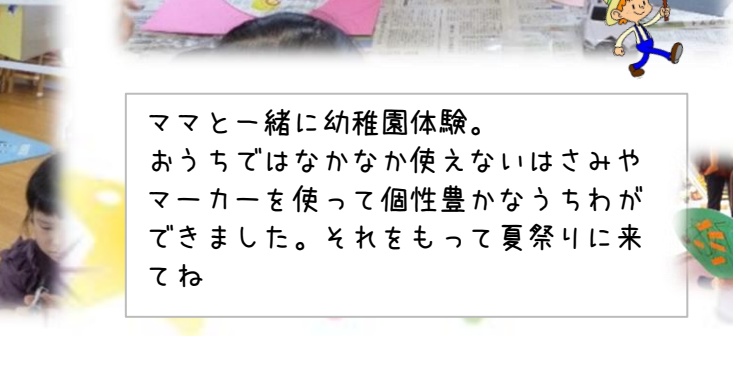 ママと一緒に幼稚園体験。
おうちではなかなか使えないはさみや
マーカーを使って個性豊かなうちわが
できました。それをもって夏祭りに来
てね